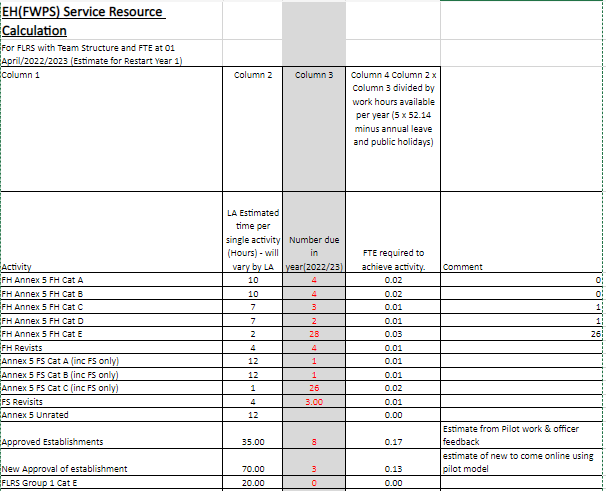 EH(FWPS) Service Resource
Calculation
For FLRS with Team Structure and FTE at 01
April/2022/2023 (Estimate for Restart Year 1)
Column 1 Column 2 Column 3 Column 4 Column 2 x
Column 3 divided by
work hours available
per year (5 x 52.14
minus annual leave
and public holidays)
LA Estimated
time per
single activity Number due
(Hours) - will in FTE required to
Activity vary by LA year(2022/23) achieve activity. Comment
FH Annex 5 FH Cat A 10 4 0.02 0
FH Annex 5 FH Cat B 10 4 0.02 0
FH Annex 5 FH Cat C 7 3 0.01 1
FH Annex 5 FH Cat D 7 2 0.01 1
FH Annex 5 FH Cat E 2 28 0.03 26
FH Revists 4 4 0.01
Annex 5 FS Cat A (inc FS only) 12 1 0.01
Annex 5 FS Cat B (inc FS only) 12 1 0.01
Annex 5 FS Cat C (inc FS only) 1 26 0.02
FS Revisits 4 3.00 0.01
Annex 5 Unrated 12 0.00
Estimate from Pilot work & officer
Approved Establishments 35.00 8 0.17 feedback
estimate of new to come online using
New Approval of establishment 70.00 3 0.13 pilot model
FLRS Group 1 Cat E 20.00 0 0.00